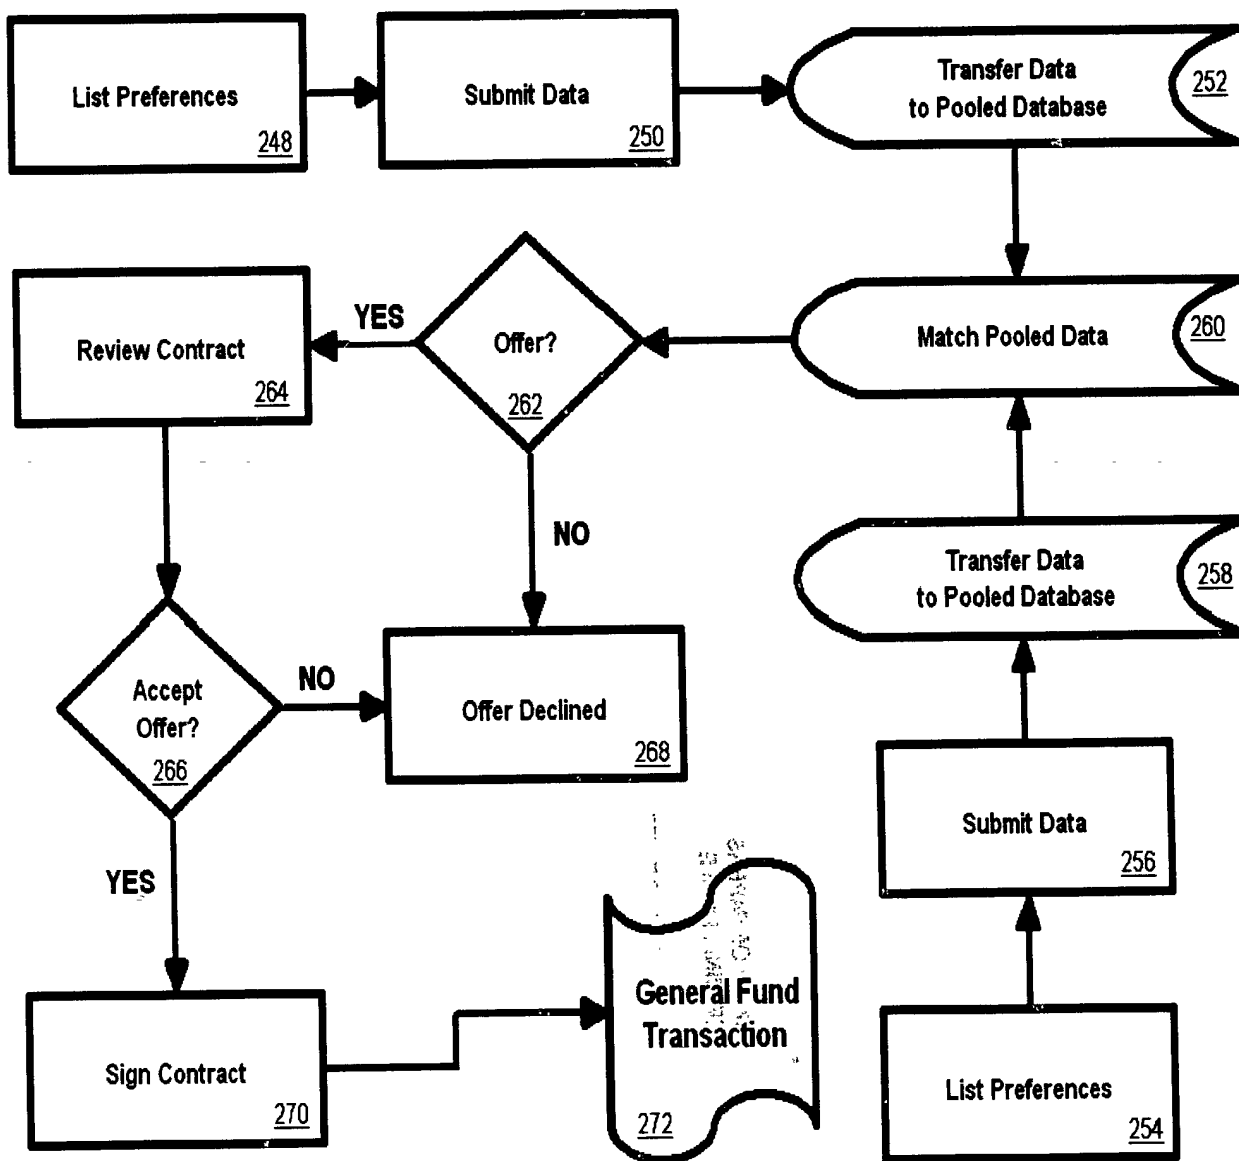 List Preferences
248
Submit Data
250
Transfer Data
to Pooled Database
252
Review Contract
264
YES
Offer?
262
Match Pooled Data
260
NO
Transfer Data
to Pooled Database
258
Accept
Offer?
266
NO
Offer Declined
268
Submit Data
256
YES
Sign Contract
270
General Fund
Transaction
272
List Preferences
254